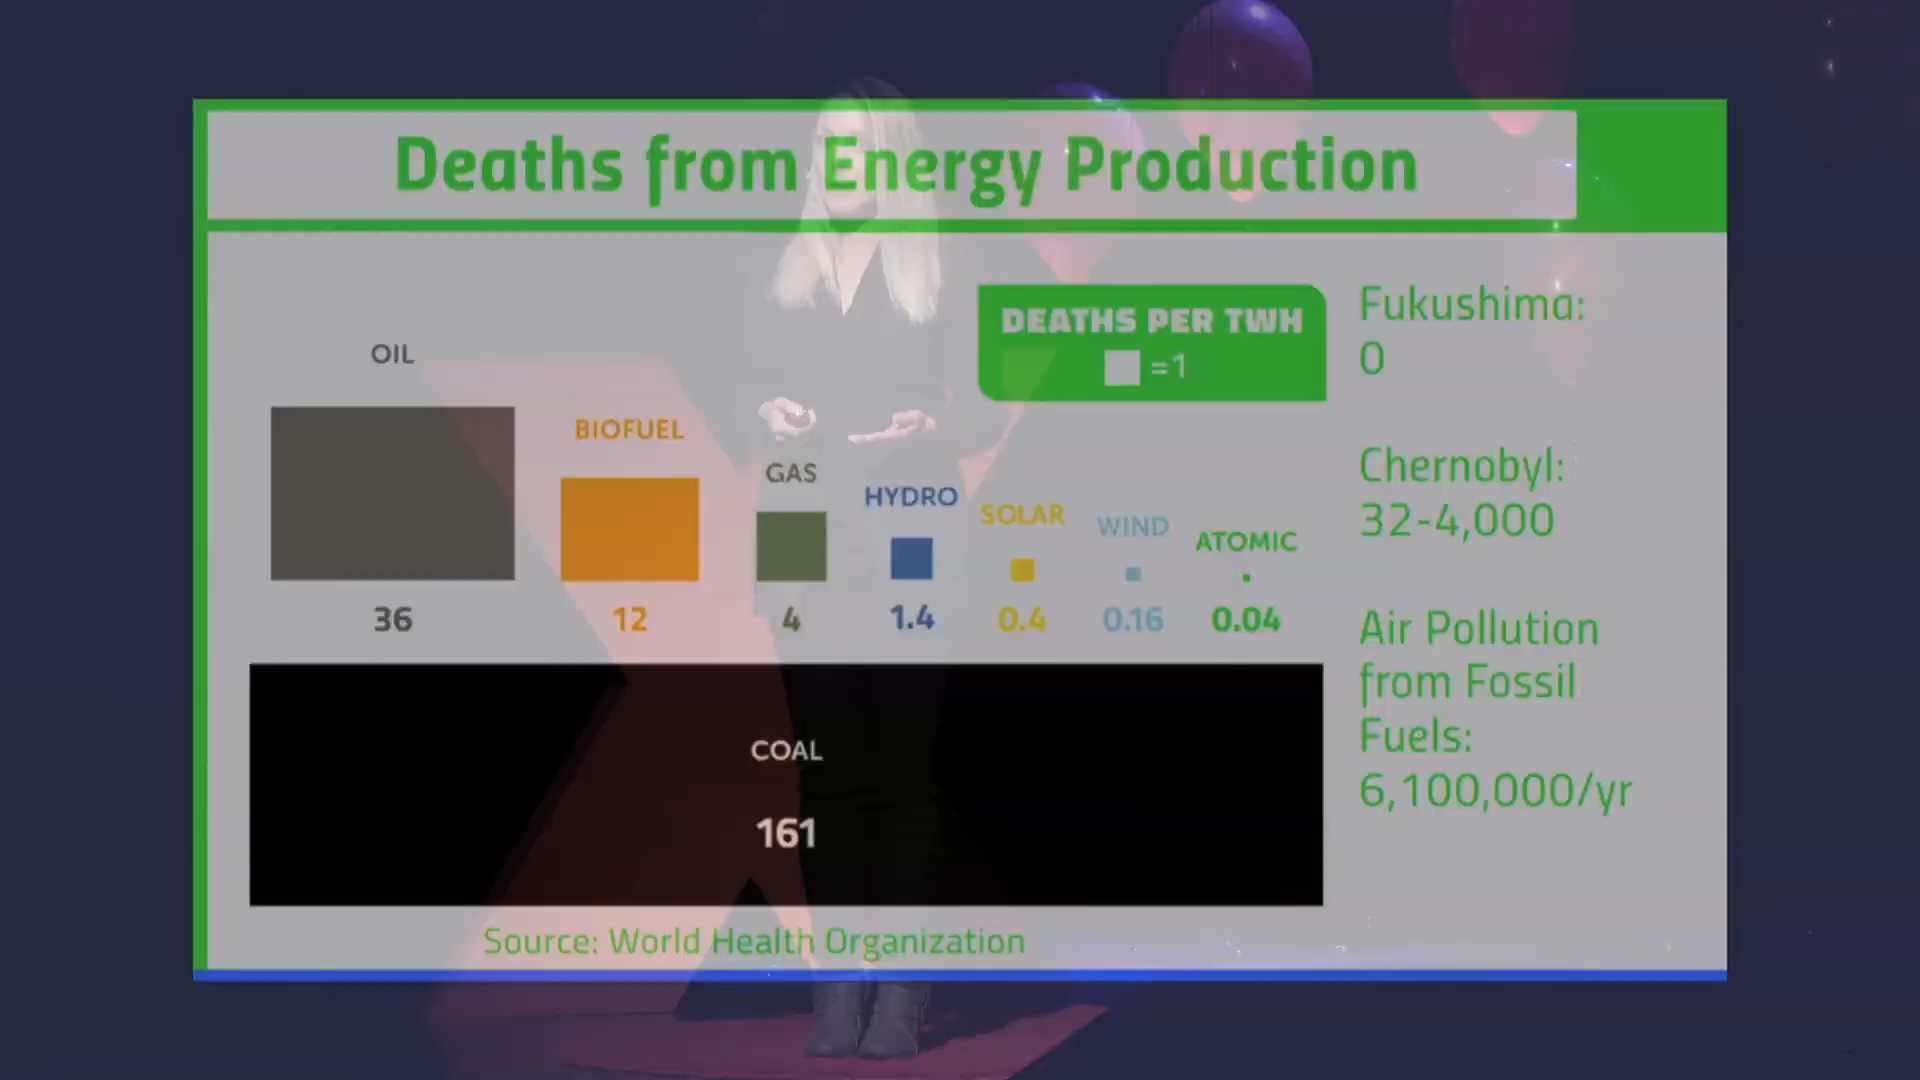 Deaths from Energy Production
DEATHS PER TWH
=1
OIL
36
BIOFUEL
12
GAS
4
HYDRO
1.4
SOLAR
0.4
WIND
0.16
ATOMIC
0.04
COAL
161
Source: World Health Organization
Fukushima:
0
Chernobyl:
32-4,000
Air Pollution
from Fossil
Fuels:
6,100,000/yr